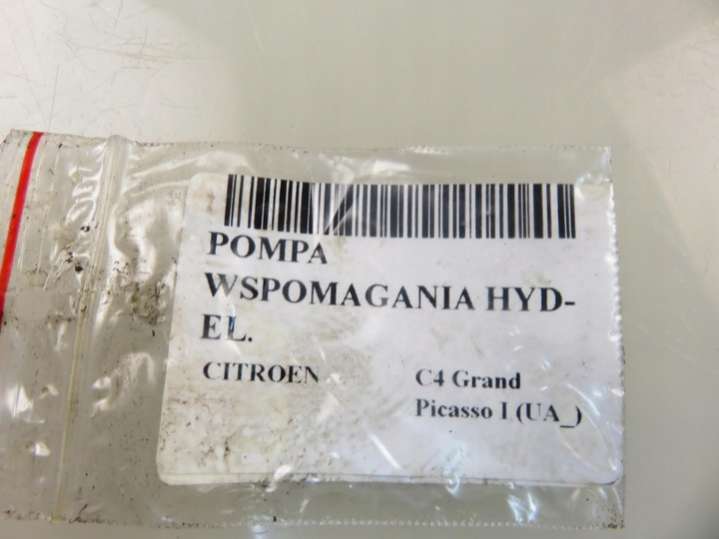 POMPA
WSPOMAGANIA HYD-
EL.
CITROEN C4 Grand
Picasso I (UA_)